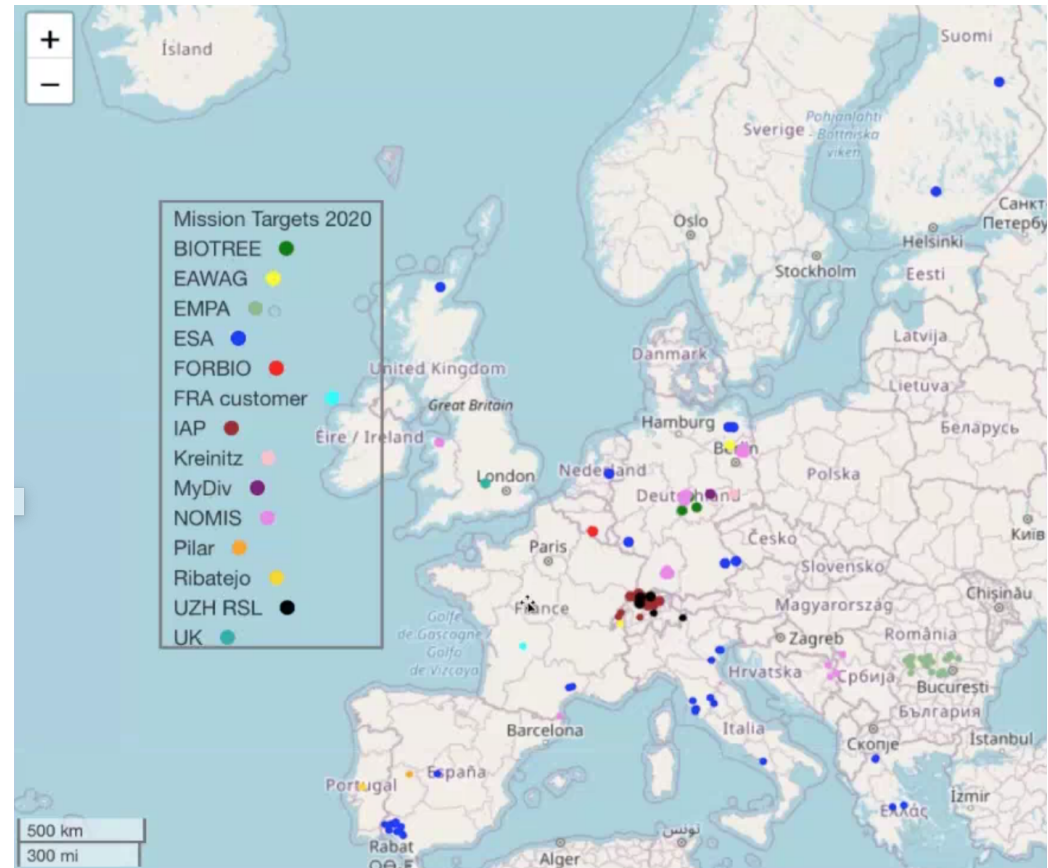 +
−
Ísland
Suomi
Sverige
Pohjanlahti
- Bottniska
viken
Санкт
Петербу
Oslo
Helsinki
Stockholm
Eesti
Mission Targets 2020
BIOTREE
EAWAG
EMPA
ESA
FORBIO
FRA customer
IAP
Kreinitz
MyDiv
NOMIS
Pilar
Ribatejo
UZH RSL
UK
Latvija
Danmark
United Kingdom
Lietuva
Great Britain
Hamburg
Беларусь
Éire / Ireland
Berlin
London
Nederland
Polska
Deutschland
Київ
Paris
Česko
Slovensko
Chișinău
France
Magyarország
Golfe
de Gascogne /
Golfo
de Vizcaya
Zagreb
România
Hrvatska
Србија
București
България
Barcelona
Italia
Скопје
İstanbul
España
Portugal
İzmir
Ελλάς
500 km
300 mi
Rabat
Alger
تونس